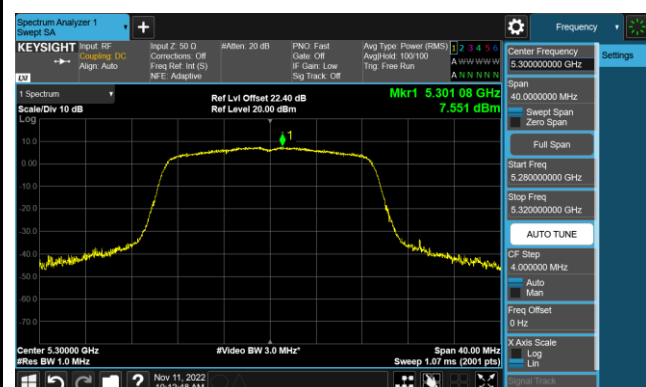 Spectrum Analyzer 1
Swept SA
Frequency
KEYSIGHT
Input: RF
Coupling: DC
Align: Auto
Input Z: 50 Ω
Corrections: Off
Freq Ref: Int (S)
NFE: Adaptive
#Atten: 20 dB
PNO: Fast
Gate: Off
IF Gain: Low
Sig Track: Off
Avg Type: Power (RMS)
Avg|Hold: 100/100
Trig: Free Run
1 2 3 4 5 6
A W W W W W
A N N N N N
LVI
1 Spectrum
Scale/Div 10 dB
Log
Ref Lvl Offset 22.40 dB
Ref Level 20.00 dBm
Mkr1 5.301 08 GHz
7.551 dBm
1
10.0
0.00
-10.0
-20.0
-30.0
-40.0
-50.0
-60.0
-70.0
Center 5.30000 GHz
#Res BW 1.0 MHz
#Video BW 3.0 MHz*
Span 40.00 MHz
Sweep 1.07 ms (2001 pts)
Nov 11, 2022
Center Frequency
5.300000000 GHz
Span
40.0000000 MHz
Swept Span
Zero Span
Full Span
Start Freq
5.280000000 GHz
Stop Freq
5.320000000 GHz
AUTO TUNE
CF Step
4.000000 MHz
Auto
Man
Freq Offset
0 Hz
X Axis Scale
Log
Lin
Signal Track
Settings